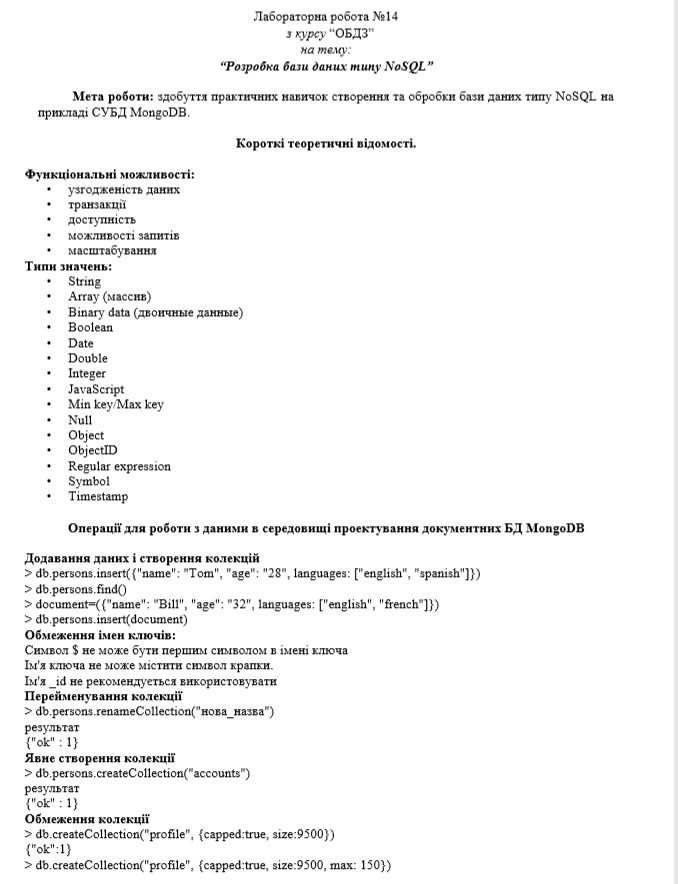 Лабораторна робота №14
з курсу “ОБДЗ”
на тему:
“Розробка бази даних типу NoSQL”
Мета роботи: здобуття практичних навичок створення та обробки бази даних типу NoSQL на
прикладі СУБД MongoDB.
Короткі теоретичні відомості.
Функціональні можливості:
• узгодженість даних
• транзакції
• доступність
• можливості запитів
• масштабування
Типи значень:
• String
• Array (массив)
• Binary data (двоичные данные)
• Boolean
• Date
• Double
• Integer
• JavaScript
• Min key/Max key
• Null
• Object
• ObjectID
• Regular expression
• Symbol
• Timestamp
Операції для роботи з даними в середовищі проектування документних БД MongoDB
Додавання даних і створення колекцій
> db.persons.insert({"name": "Tom", "age": "28", languages: ["english", "spanish"]})
> db.persons.find()
> document=({"name": "Bill", "age": "32", languages: ["english", "french"]})
> db.persons.insert(document)
Обмеження імен ключів:
Символ $ не може бути першим символом в імені ключа
Ім'я ключа не може містити символ крапки.
Ім'я _id не рекомендується використовувати
Перейменування колекції
> db.persons.renameCollection("нова_назва")
результат
{"ok" : 1}
Явне створення колекції
> db.persons.createCollection("accounts")
результат
{"ok" : 1}
Обмеження колекції
> db.createCollection("profile", {capped:true, size:9500})
{"ok":1}
> db.createCollection("profile", {capped:true, size:9500, max: 150})